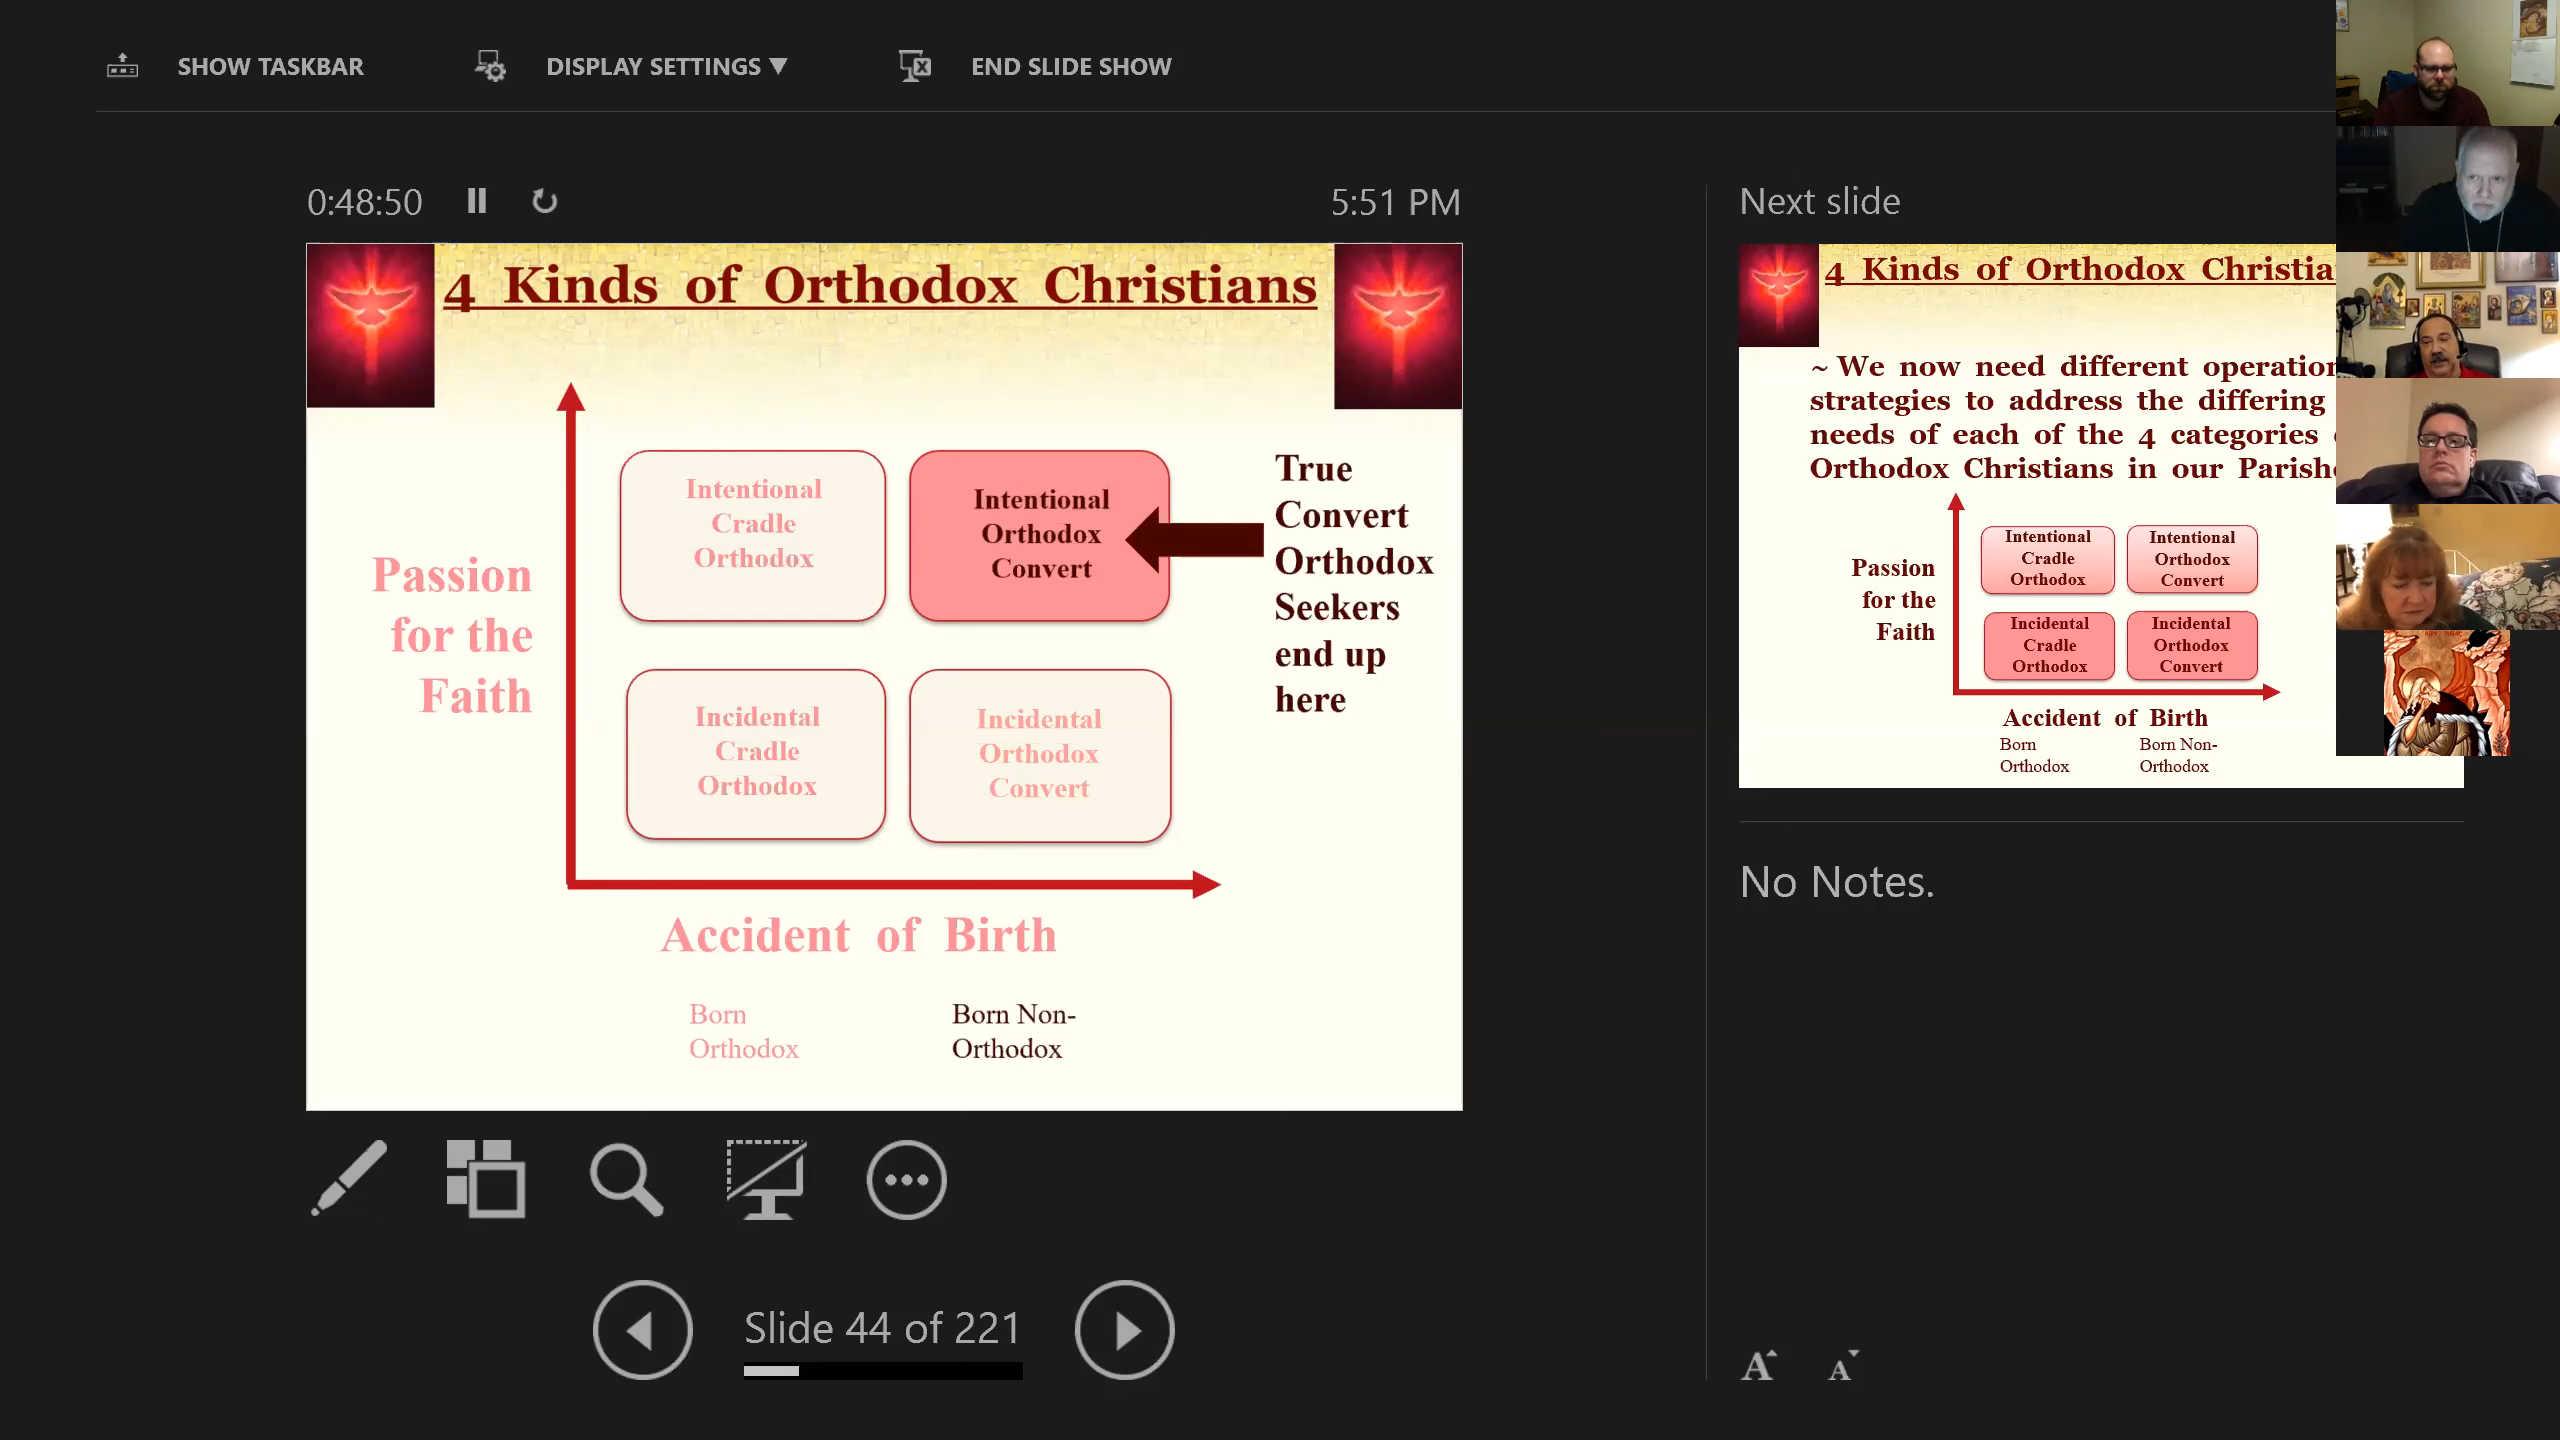 SHOW TASKBAR
DISPLAY SETTINGS ▼
END SLIDE SHOW
0:48:50
5:51 PM
4 Kinds of Orthodox Christians
Passion
for the
Faith
Intentional
Cradle
Orthodox
Intentional
Orthodox
Convert
True
Convert
Orthodox
Seekers
end up
here
Incidental
Cradle
Orthodox
Incidental
Orthodox
Convert
Accident of Birth
Born
Orthodox
Born Non-
Orthodox
Slide 44 of 221
Next slide
4 Kinds of Orthodox Christia
~ We now need different operation
strategies to address the differing
needs of each of the 4 categories
Orthodox Christians in our Parish
Passion
for the
Faith
Intentional
Cradle
Orthodox
Intentional
Orthodox
Convert
Incidental
Cradle
Orthodox
Incidental
Orthodox
Convert
Accident of Birth
Born
Orthodox
Born Non-
Orthodox
No Notes.
A A